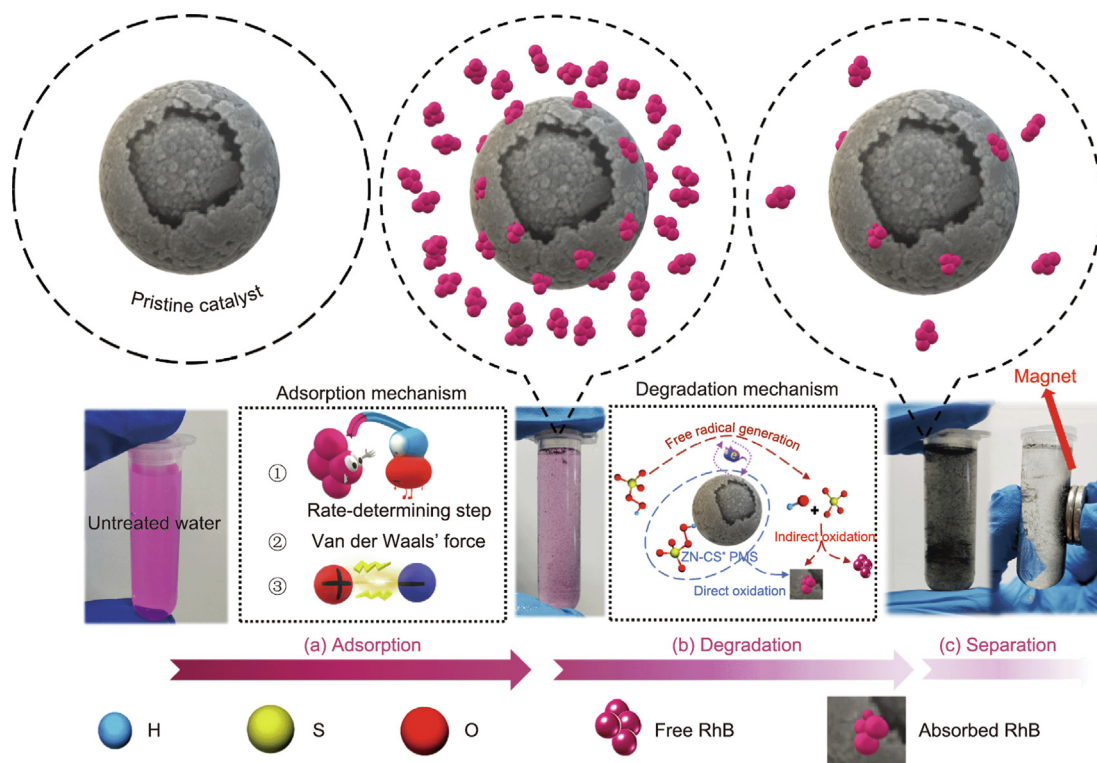 Pristine catalyst
Adsorption mechanism
Degradation mechanism
Magnet
Untreated water
①
Rate-determining step
②
Van der Waals' force
③
+
−
Free radical generation
e
+
ZN-CS* PMS
Indirect oxidation
Direct oxidation
(a) Adsorption
(b) Degradation
(c) Separation
H
S
O
Free RhB
Absorbed RhB